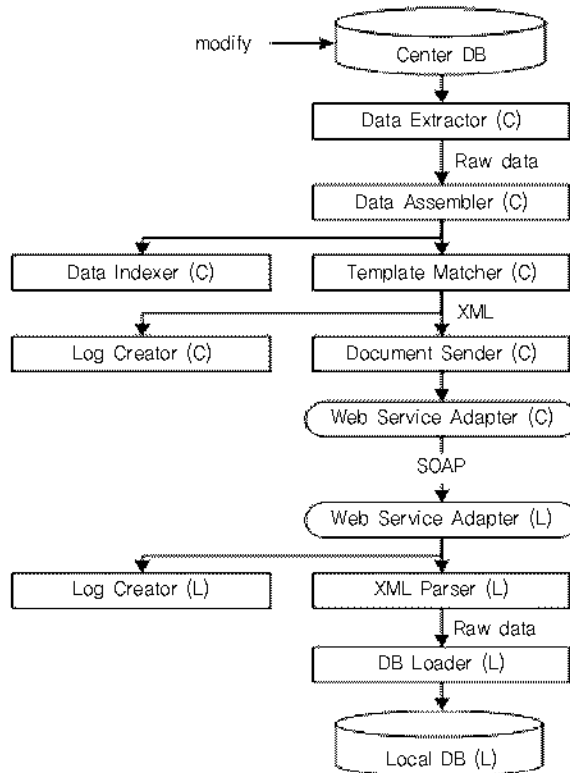 modify
Center DB
Data Extractor (C)
Raw data
Data Assembler (C)
Data Indexer (C)
Template Matcher (C)
XML
Log Creator (C)
Document Sender (C)
Web Service Adapter (C)
SOAP
Web Service Adapter (L)
Log Creator (L)
XML Parser (L)
Raw data
DB Loader (L)
Local DB (L)